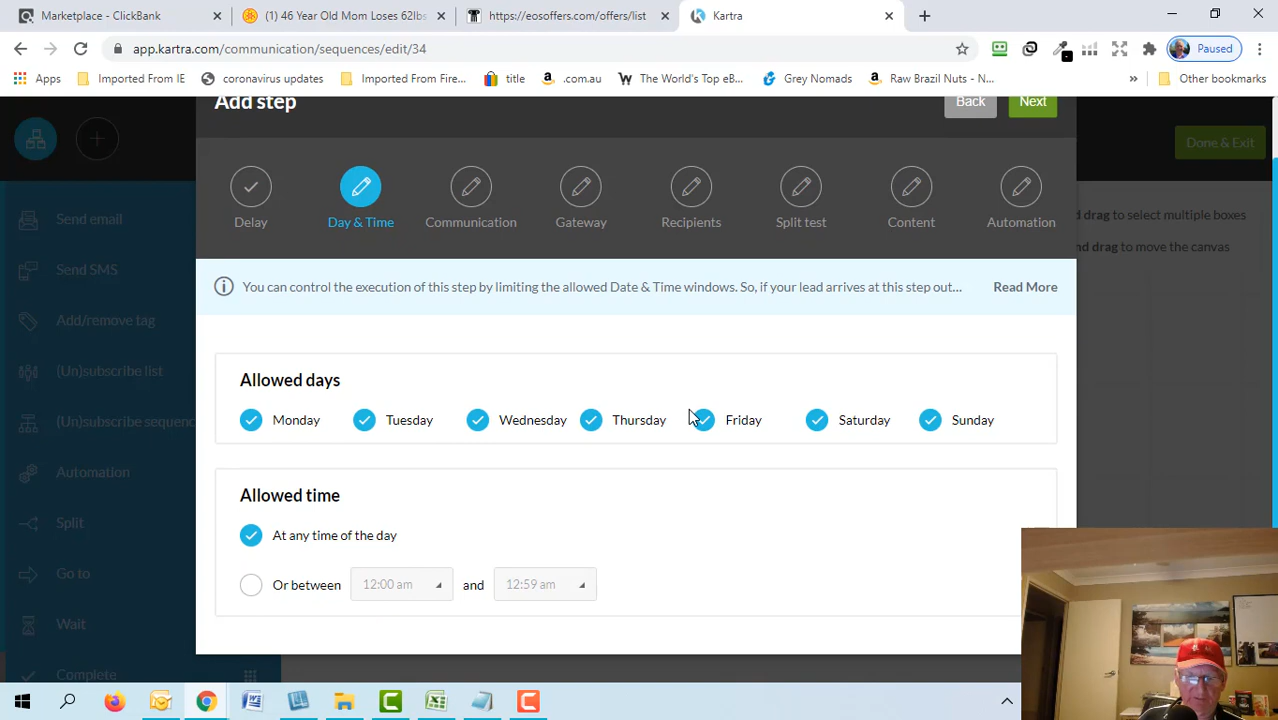 Marketplace - ClickBank
(1) 46 Year Old Mom Loses 62lbs
https://eosoffers.com/offers/list
Kartra
app.kartra.com/communication/sequences/edit/34
Paused
Apps
Imported From IE
coronavirus updates
Imported From Fire...
title
.com.au
The World's Top eB...
Grey Nomads
Raw Brazil Nuts - N...
Other bookmarks
Add step
Back
Next
Done & Exit
Delay
Day & Time
Communication
Gateway
Recipients
Split test
Content
Automation
d drag to select multiple boxes
nd drag to move the canvas
Send email
Send SMS
Add/remove tag
(Un)subscribe list
(Un)subscribe sequenc
Automation
Split
Go to
Wait
Complete
You can control the execution of this step by limiting the allowed Date & Time windows. So, if your lead arrives at this step out...
Read More
Allowed days
Monday
Tuesday
Wednesday
Thursday
Friday
Saturday
Sunday
Allowed time
At any time of the day
Or between 12:00 am and 12:59 am